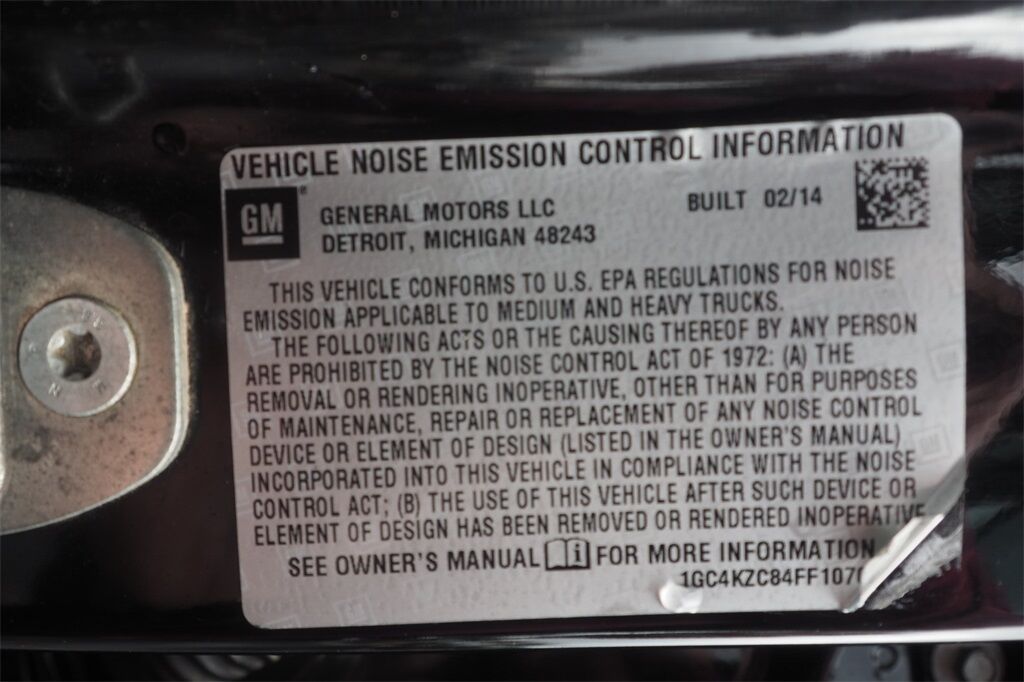 VEHICLE NOISE EMISSION CONTROL INFORMATION
GM®
GENERAL MOTORS LLC
BUILT 02/14
DETROIT, MICHIGAN 48243
THIS VEHICLE CONFORMS TO U.S. EPA REGULATIONS FOR NOISE
EMISSION APPLICABLE TO MEDIUM AND HEAVY TRUCKS.
THE FOLLOWING ACTS OR THE CAUSING THEREOF BY ANY PERSON
ARE PROHIBITED BY THE NOISE CONTROL ACT OF 1972: (A) THE
REMOVAL OR RENDERING INOPERATIVE, OTHER THAN FOR PURPOSES
OF MAINTENANCE, REPAIR OR REPLACEMENT OF ANY NOISE CONTROL
DEVICE OR ELEMENT OF DESIGN (LISTED IN THE OWNER'S MANUAL)
INCORPORATED INTO THIS VEHICLE IN COMPLIANCE WITH THE NOISE
CONTROL ACT; (B) THE USE OF THIS VEHICLE AFTER SUCH DEVICE OR
ELEMENT OF DESIGN HAS BEEN REMOVED OR RENDERED INOPERATIVE
SEE OWNER'S MANUAL FOR MORE INFORMATION